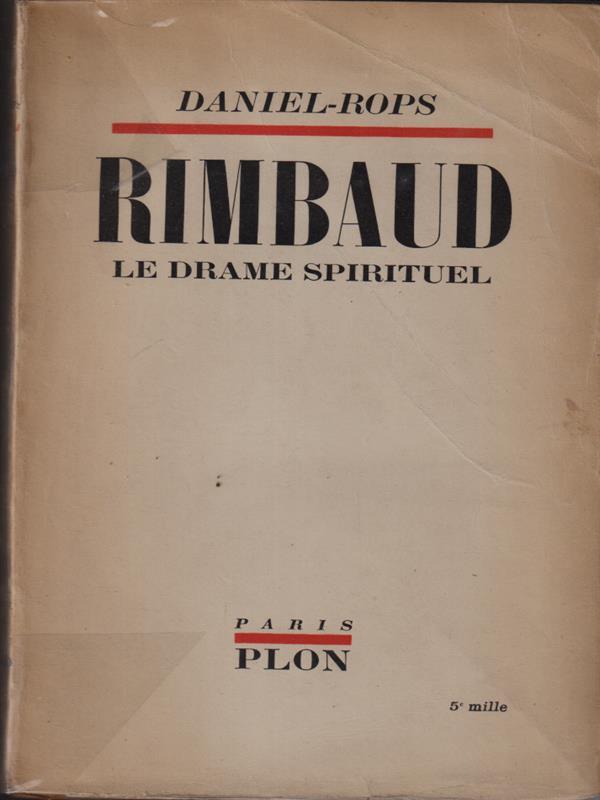 DANIEL-ROPS
RIMBAUD
LE DRAME SPIRITUEL
PARIS
PLON
5e mille